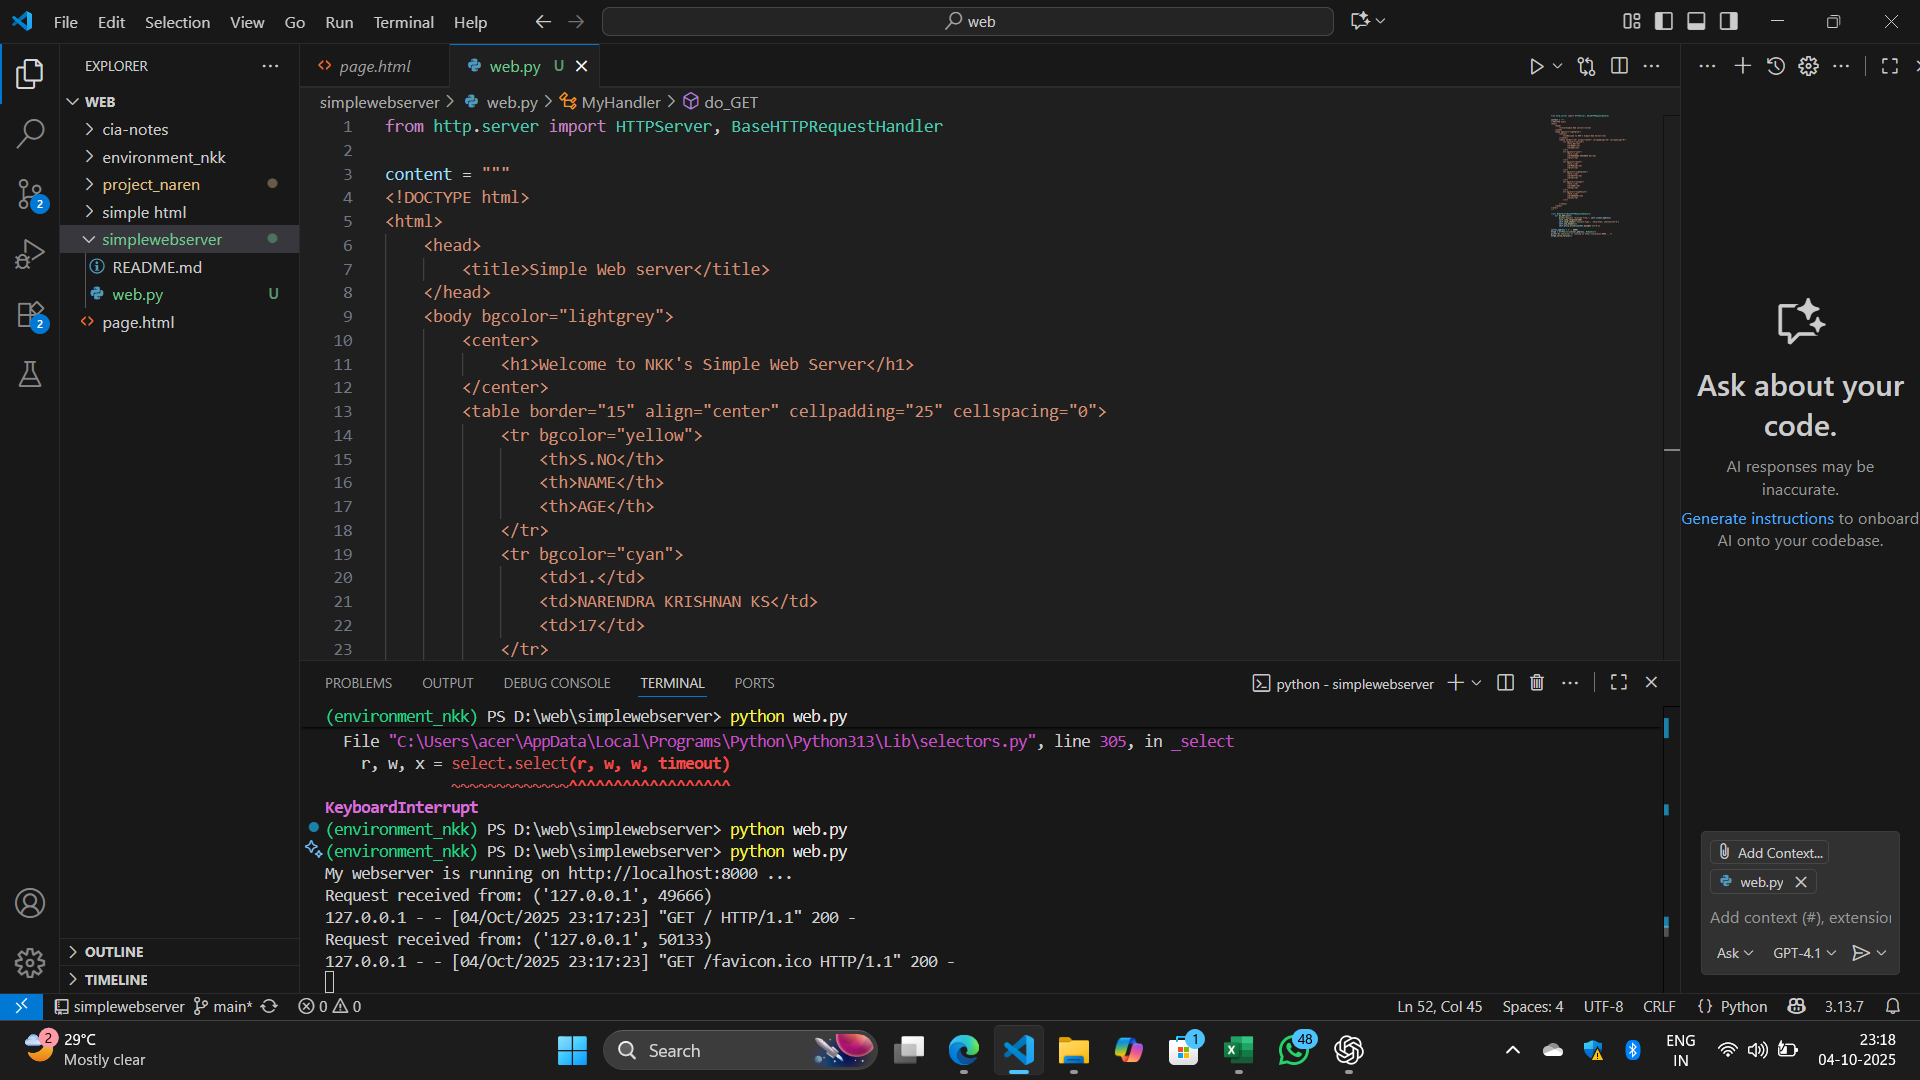 File Edit Selection View Go Run Terminal Help
web
EXPLORER
WEB
cia-notes
environment_nkk
project_naren
simple html
simplewebserver
README.md
web.py U
page.html
OUTLINE
TIMELINE
2
2
page.html
web.py U
simplewebserver > web.py > MyHandler > do_GET
1 from http.server import HTTPServer, BaseHTTPRequestHandler
2
3 content = """
4 <!DOCTYPE html>
5 <html>
6 <head>
7 <title>Simple Web server</title>
8 </head>
9 <body bgcolor="lightgrey">
10 <center>
11 <h1>Welcome to NKK's Simple Web Server</h1>
12 </center>
13 <table border="15" align="center" cellpadding="25" cellspacing="0">
14 <tr bgcolor="yellow">
15 <th>S.NO</th>
16 <th>NAME</th>
17 <th>AGE</th>
18 </tr>
19 <tr bgcolor="cyan">
20 <td>1.</td>
21 <td>NARENDRA KRISHNAN KS</td>
22 <td>17</td>
23 </tr>
PROBLEMS OUTPUT DEBUG CONSOLE TERMINAL PORTS
python - simplewebserver
(environment_nkk) PS D:\web\simplewebserver> python web.py
File "C:\Users\acer\AppData\Local\Programs\Python\Python313\Lib\selectors.py", line 305, in _select
r, w, x = select.select(r, w, w, timeout)
~~~~~~~~~~~~~^^^^^^^^^^^^^^^^^^
KeyboardInterrupt
(environment_nkk) PS D:\web\simplewebserver> python web.py
(environment_nkk) PS D:\web\simplewebserver> python web.py
My webserver is running on http://localhost:8000 ...
Request received from: ('127.0.0.1', 49666)
127.0.0.1 - - [04/Oct/2025 23:17:23] "GET / HTTP/1.1" 200 -
Request received from: ('127.0.0.1', 50133)
127.0.0.1 - - [04/Oct/2025 23:17:23] "GET /favicon.ico HTTP/1.1" 200 -
Ask about your
code.
AI responses may be
inaccurate.
Generate instructions to onboard
AI onto your codebase.
Add Context...
web.py
Add context (#), extension
Ask GPT-4.1
simplewebserver main* 0 0
Ln 52, Col 45 Spaces: 4 UTF-8 CRLF Python 3.13.7
2
29°C
Mostly clear
Search
1
48
ENG
IN
23:18
04-10-2025